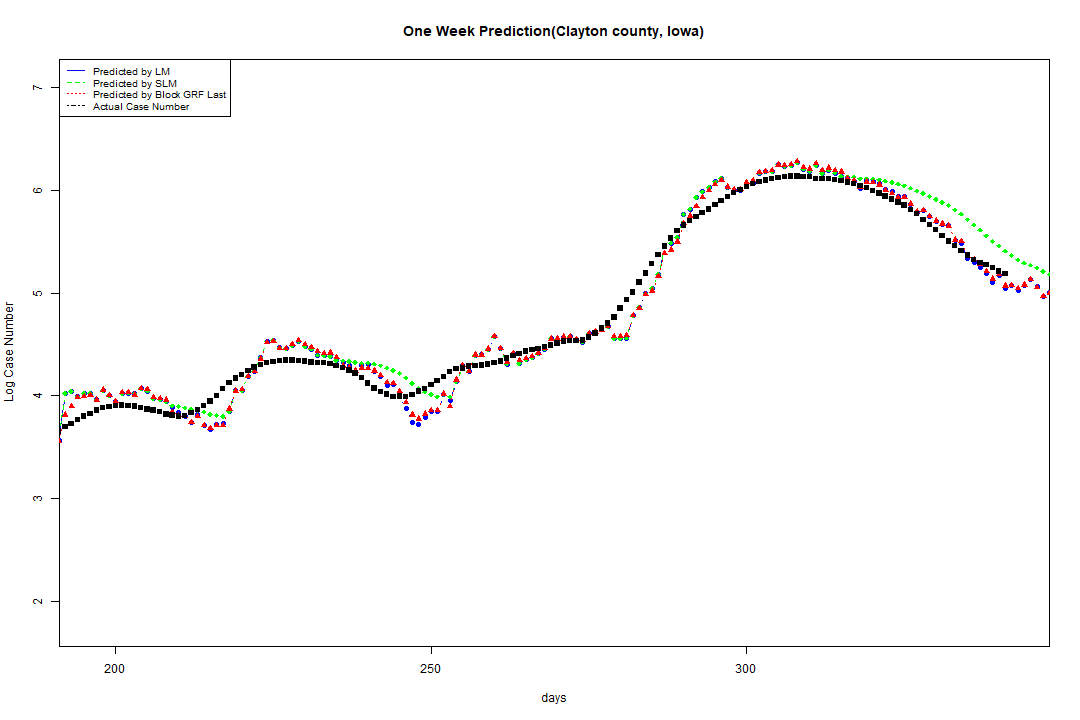 One Week Prediction(Clayton county, Iowa)
Predicted by LM
Predicted by SLM
Predicted by Block GRF Last
Actual Case Number
7
6
5
4
3
2
Log Case Number
200 250 300
days